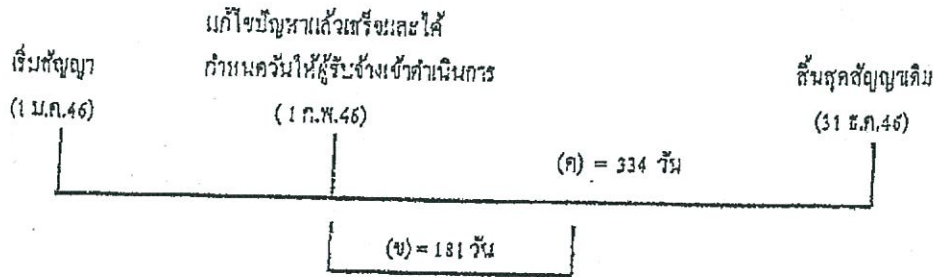 แก้ไขปัญหาแล้วเสร็จและได้
กำหนดวันให้ผู้รับจ้างเข้าดำเนินการ
(1 ก.พ.46)
เริ่มสัญญา
(1 ม.ค.46)
สิ้นสุดสัญญาเดิม
(31 ธ.ค.46)
(ค) = 334 วัน
(ข) = 181 วัน